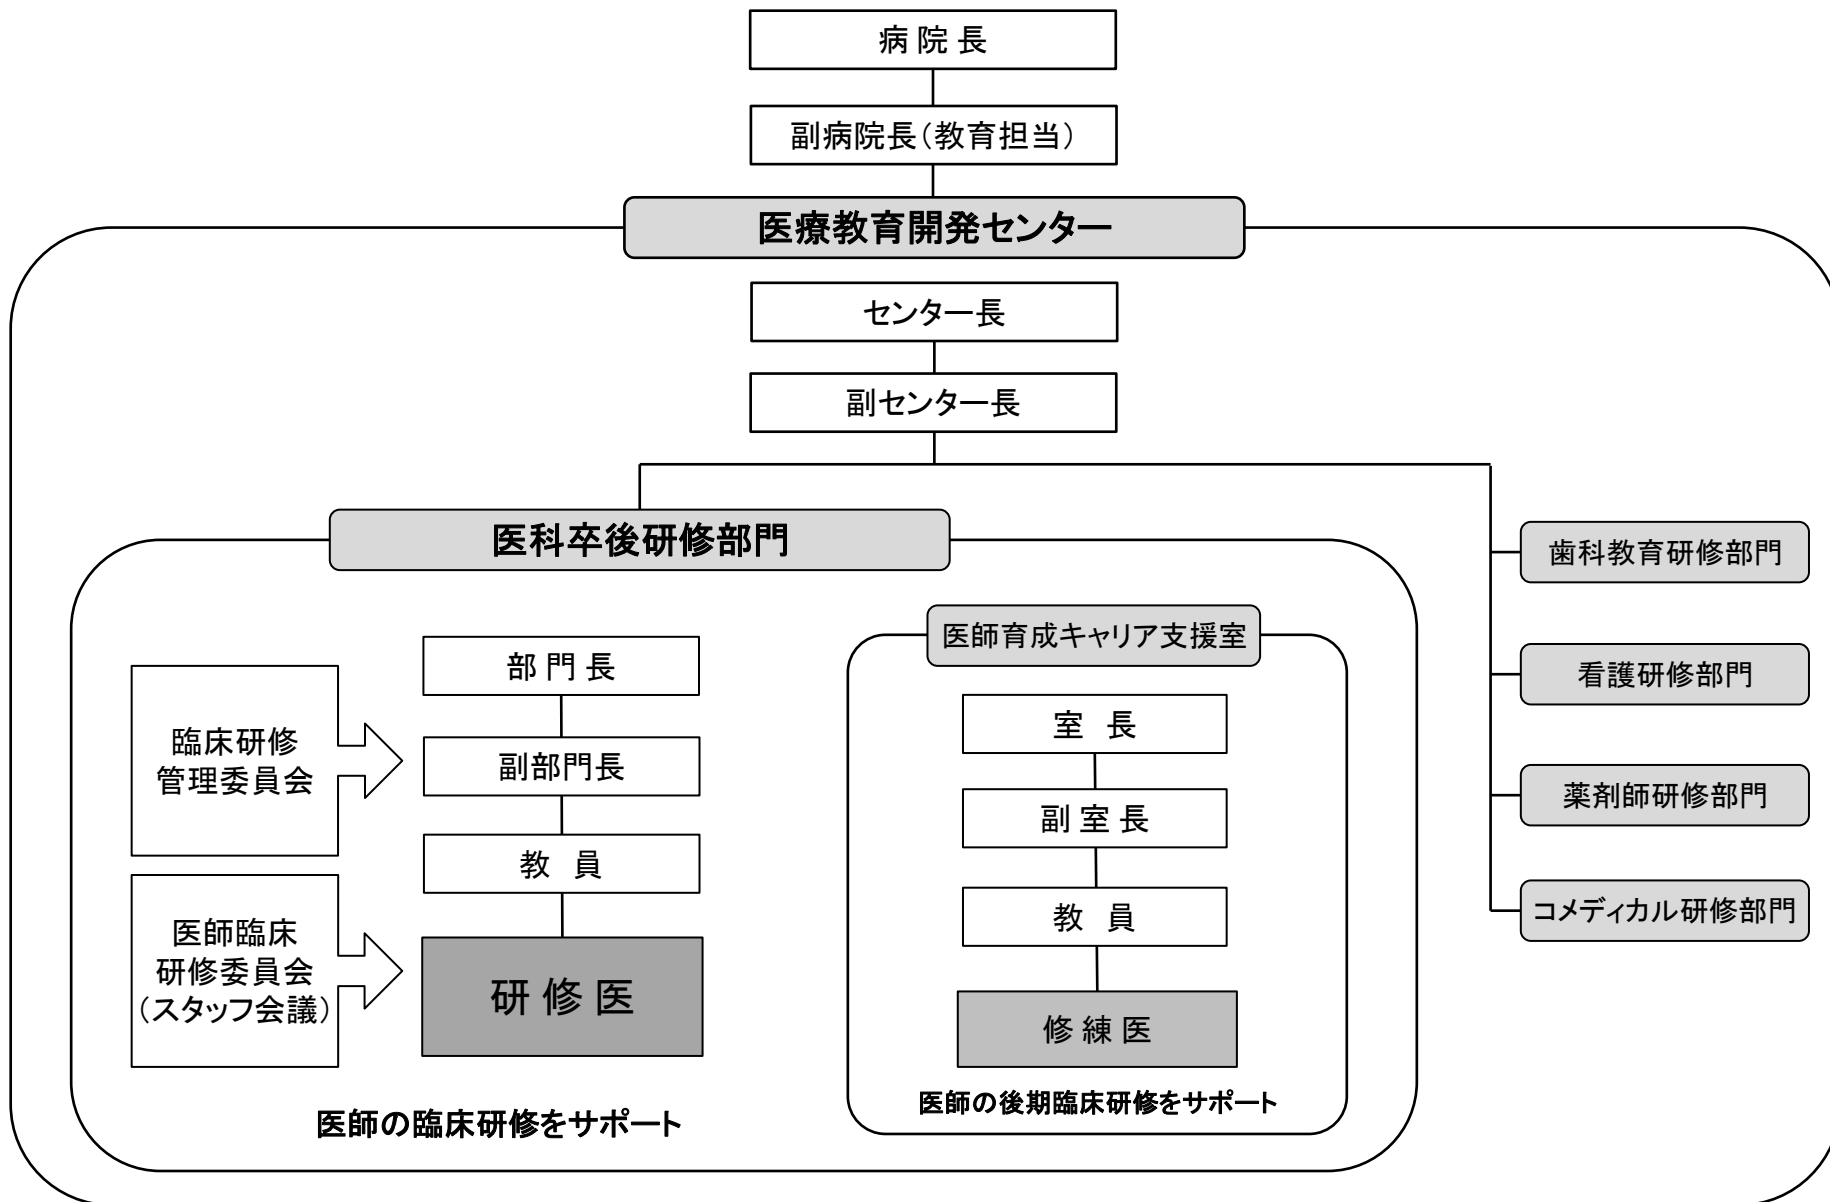 病 院 長
副病院長（教育担当）
医療教育開発センター
センター長
副センター長
医科卒後研修部門
部 門 長
副部門長
教　員
研 修 医
臨床研修
管理委員会
医師臨床
研修委員会
（スタッフ会議）
医師の臨床研修をサポート
医師育成キャリア支援室
室　長
副 室 長
教　員
修 練 医
医師の後期臨床研修をサポート
歯科教育研修部門
看護研修部門
薬剤師研修部門
コメディカル研修部門